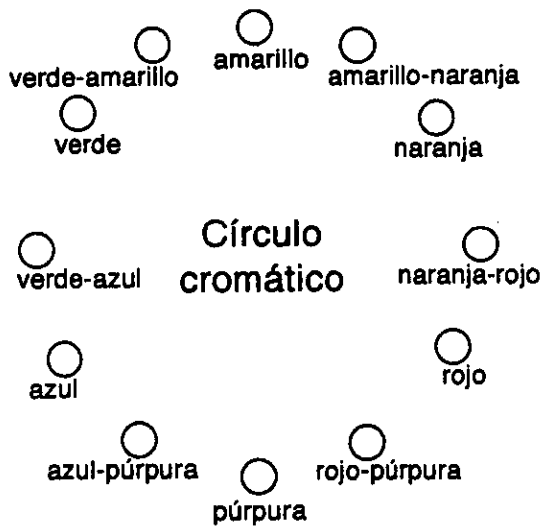 amarillo
verde-amarillo
amarillo-naranja
verde
naranja
Círculo
cromático
verde-azul
naranja-rojo
azul
rojo
azul-púrpura
rojo-púrpura
púrpura